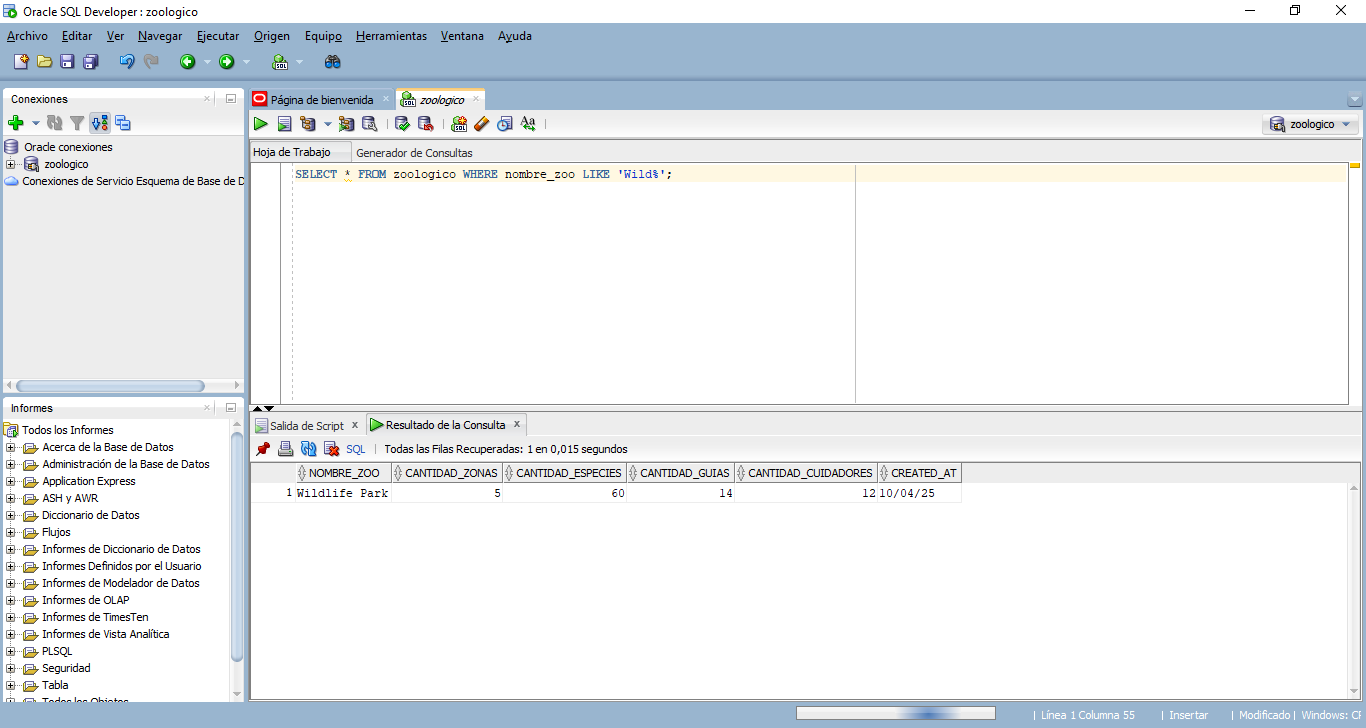 Oracle SQL Developer : zoologico
Archivo Editar Ver Navegar Ejecutar Origen Equipo Herramientas Ventana Ayuda
Conexiones
Oracle conexiones
zoologico
Conexiones de Servicio Esquema de Base de D
Informes
Todos los Informes
Acerca de la Base de Datos
Administración de la Base de Datos
Application Express
ASH y AWR
Diccionario de Datos
Flujos
Informes de Diccionario de Datos
Informes Definidos por el Usuario
Informes de Modelador de Datos
Informes de OLAP
Informes de TimesTen
Informes de Vista Analítica
PLSQL
Seguridad
Tabla
Todos los Objetos
Página de bienvenida zoologico
zoologico
Hoja de Trabajo Generador de Consultas
SELECT * FROM zoologico WHERE nombre_zoo LIKE 'Wild%';
Salida de Script x Resultado de la Consulta x
SQL | Todas las Filas Recuperadas: 1 en 0,015 segundos
NOMBRE_ZOO CANTIDAD_ZONAS CANTIDAD_ESPECIES CANTIDAD_GUIAS CANTIDAD_CUIDADORES CREATED_AT
1 Wildlife Park 5 60 14 12 10/04/25
| Línea 1 Columna 55 | Insertar | Modificado | Windows: CF